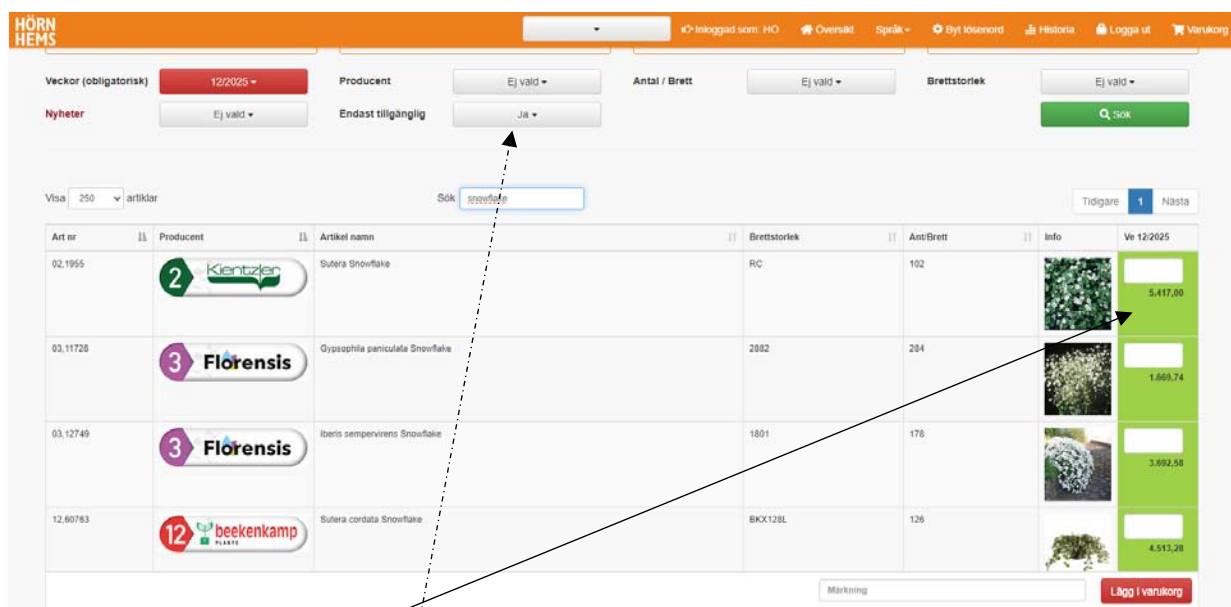 HÖRN
HEMS
Inloggad som: HO Översikt Språk Byt lösenord Historia Logga ut Varukorg
Veckor (obligatorisk) 12/2025 Producent Ej vald Antal / Brett Ej vald Brettstorlek Ej vald
Nyheter Ej vald Endast tillgänglig Ja Sök
Visa 250 artiklar Sök snowflake Tidigare 1 Nästa
Art nr Producent Artikel namn Brettstorlek Ant/Brett Info Ve 12/2025
02,1955 2 Kientzler Sutera Snowflake RC 102 5.417,00
03,11728 3 Florensis Gypsophila paniculata Snowflake 2882 284 1.669,74
03,12749 3 Florensis Iberis sempervirens Snowflake 1801 178 3.692,58
12,60763 12 beekenkamp PLANTS Sutera cordata Snowflake BKX128L 126 4.513,28
Märkning Lägg i varukorg